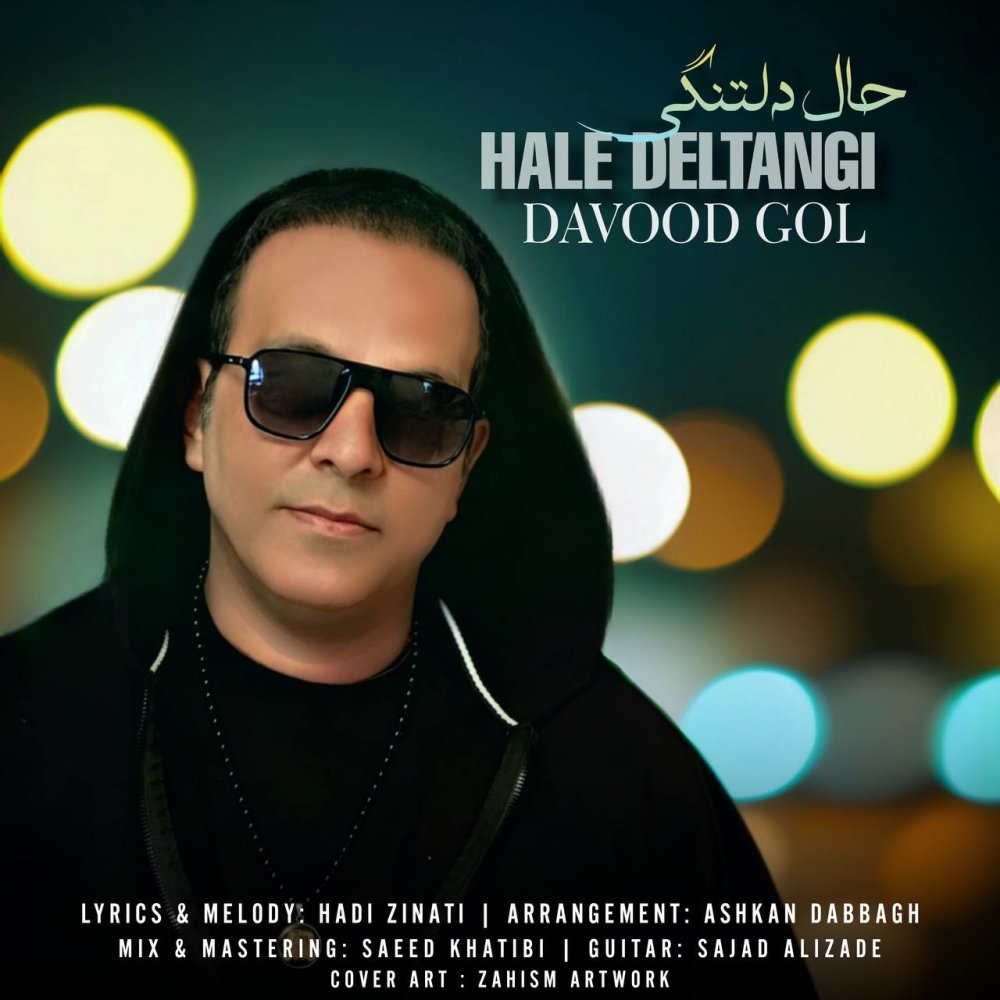 حال دلتنگی
HALE DELTANGI
DAVOOD GOL
LYRICS & MELODY: HADI ZINATI | ARRANGEMENT: ASHKAN DABBAGH
MIX & MASTERING: SAEED KHATIBI | GUITAR: SAJAD ALIZADE
COVER ART : ZAHISM ARTWORK